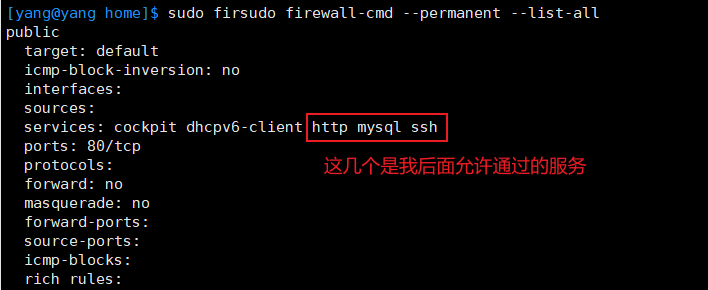 [yang@yang home]$ sudo firsudo firewall-cmd --permanent --list-all
public
target: default
icmp-block-inversion: no
interfaces:
sources:
services: cockpit dhcpv6-client http mysql ssh
ports: 80/tcp
这几个是我后面允许通过的服务
protocols:
forward: no
masquerade: no
forward-ports:
source-ports:
icmp-blocks:
rich rules: